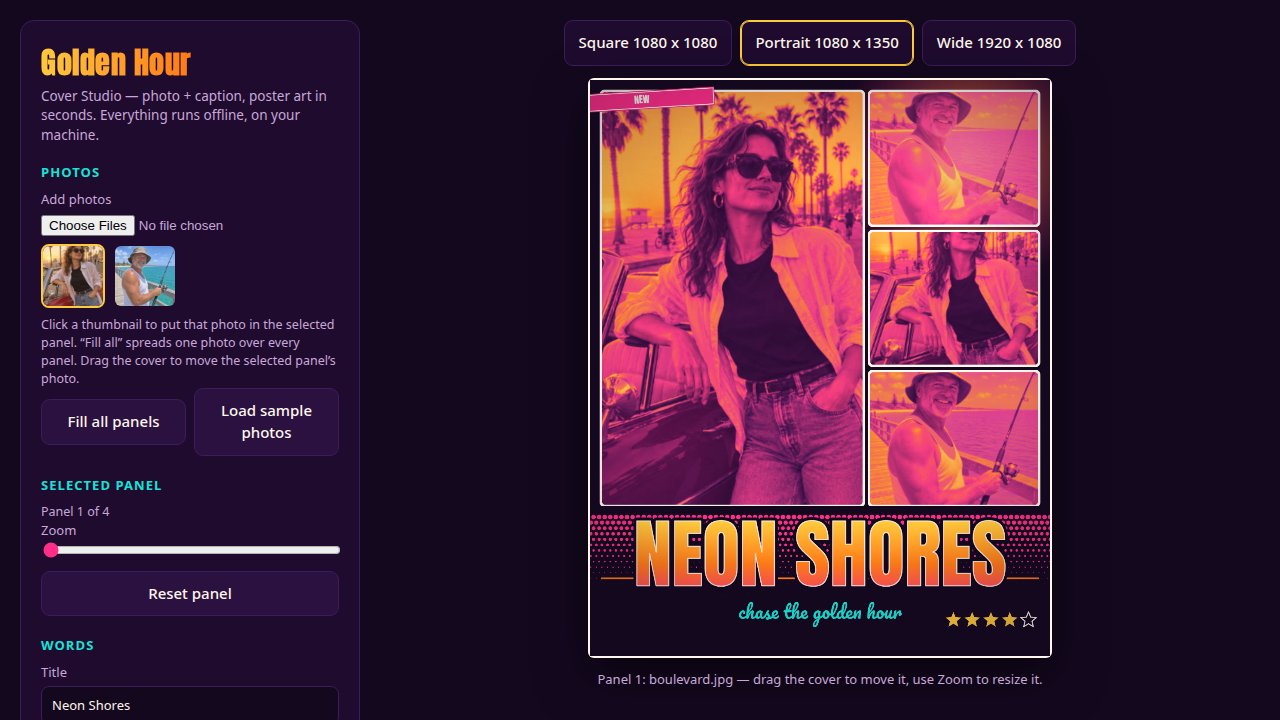 Golden Hour
Cover Studio — photo + caption, poster art in
seconds. Everything runs offline, on your
machine.
PHOTOS
Add photos
Choose Files No file chosen
Click a thumbnail to put that photo in the selected
panel. “Fill all” spreads one photo over every
panel. Drag the cover to move the selected panel’s
photo.
Fill all panels
Load sample
photos
SELECTED PANEL
Panel 1 of 4
Zoom
Reset panel
WORDS
Title
Neon Shores
Square 1080 x 1080
Portrait 1080 x 1350
Wide 1920 x 1080
NEW
NEON SHORES
chase the golden hour
Panel 1: boulevard.jpg — drag the cover to move it, use Zoom to resize it.